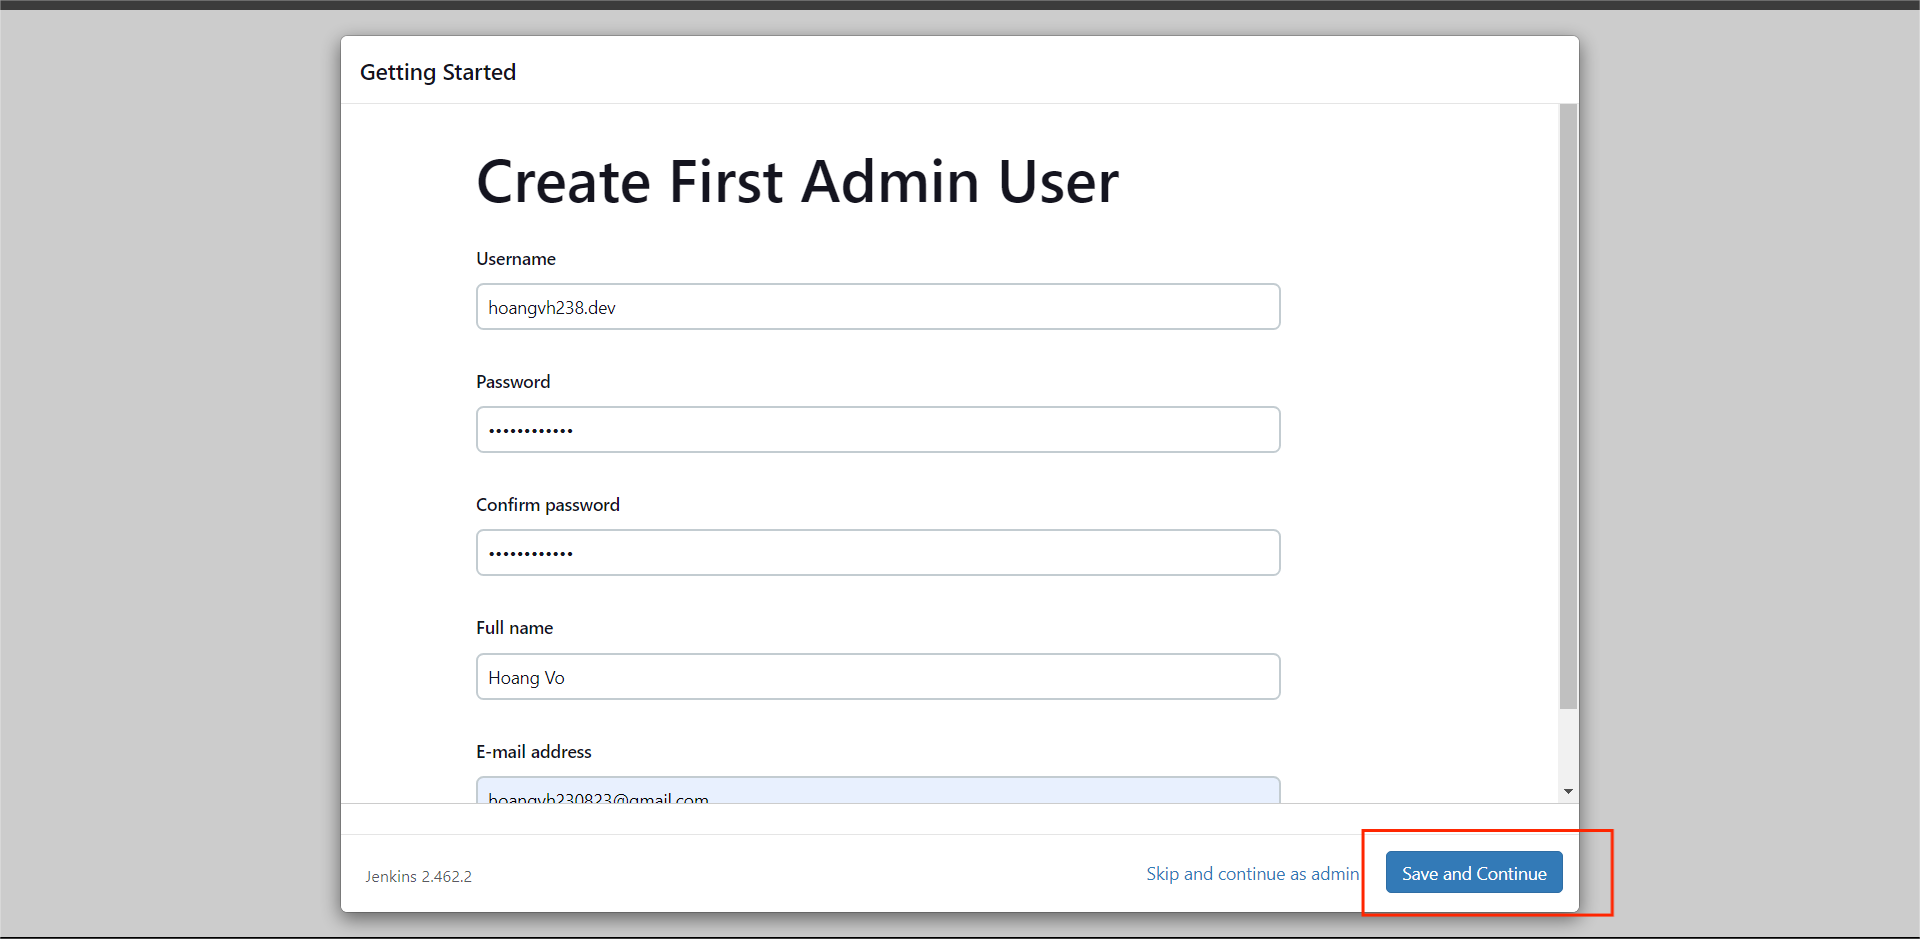 Getting Started
Create First Admin User
Username
hoangvh238.dev
Password
••••••••••••
Confirm password
••••••••••••
Full name
Hoang Vo
E-mail address
hoangvh230823@gmail.com
Jenkins 2.462.2
Skip and continue as admin
Save and Continue